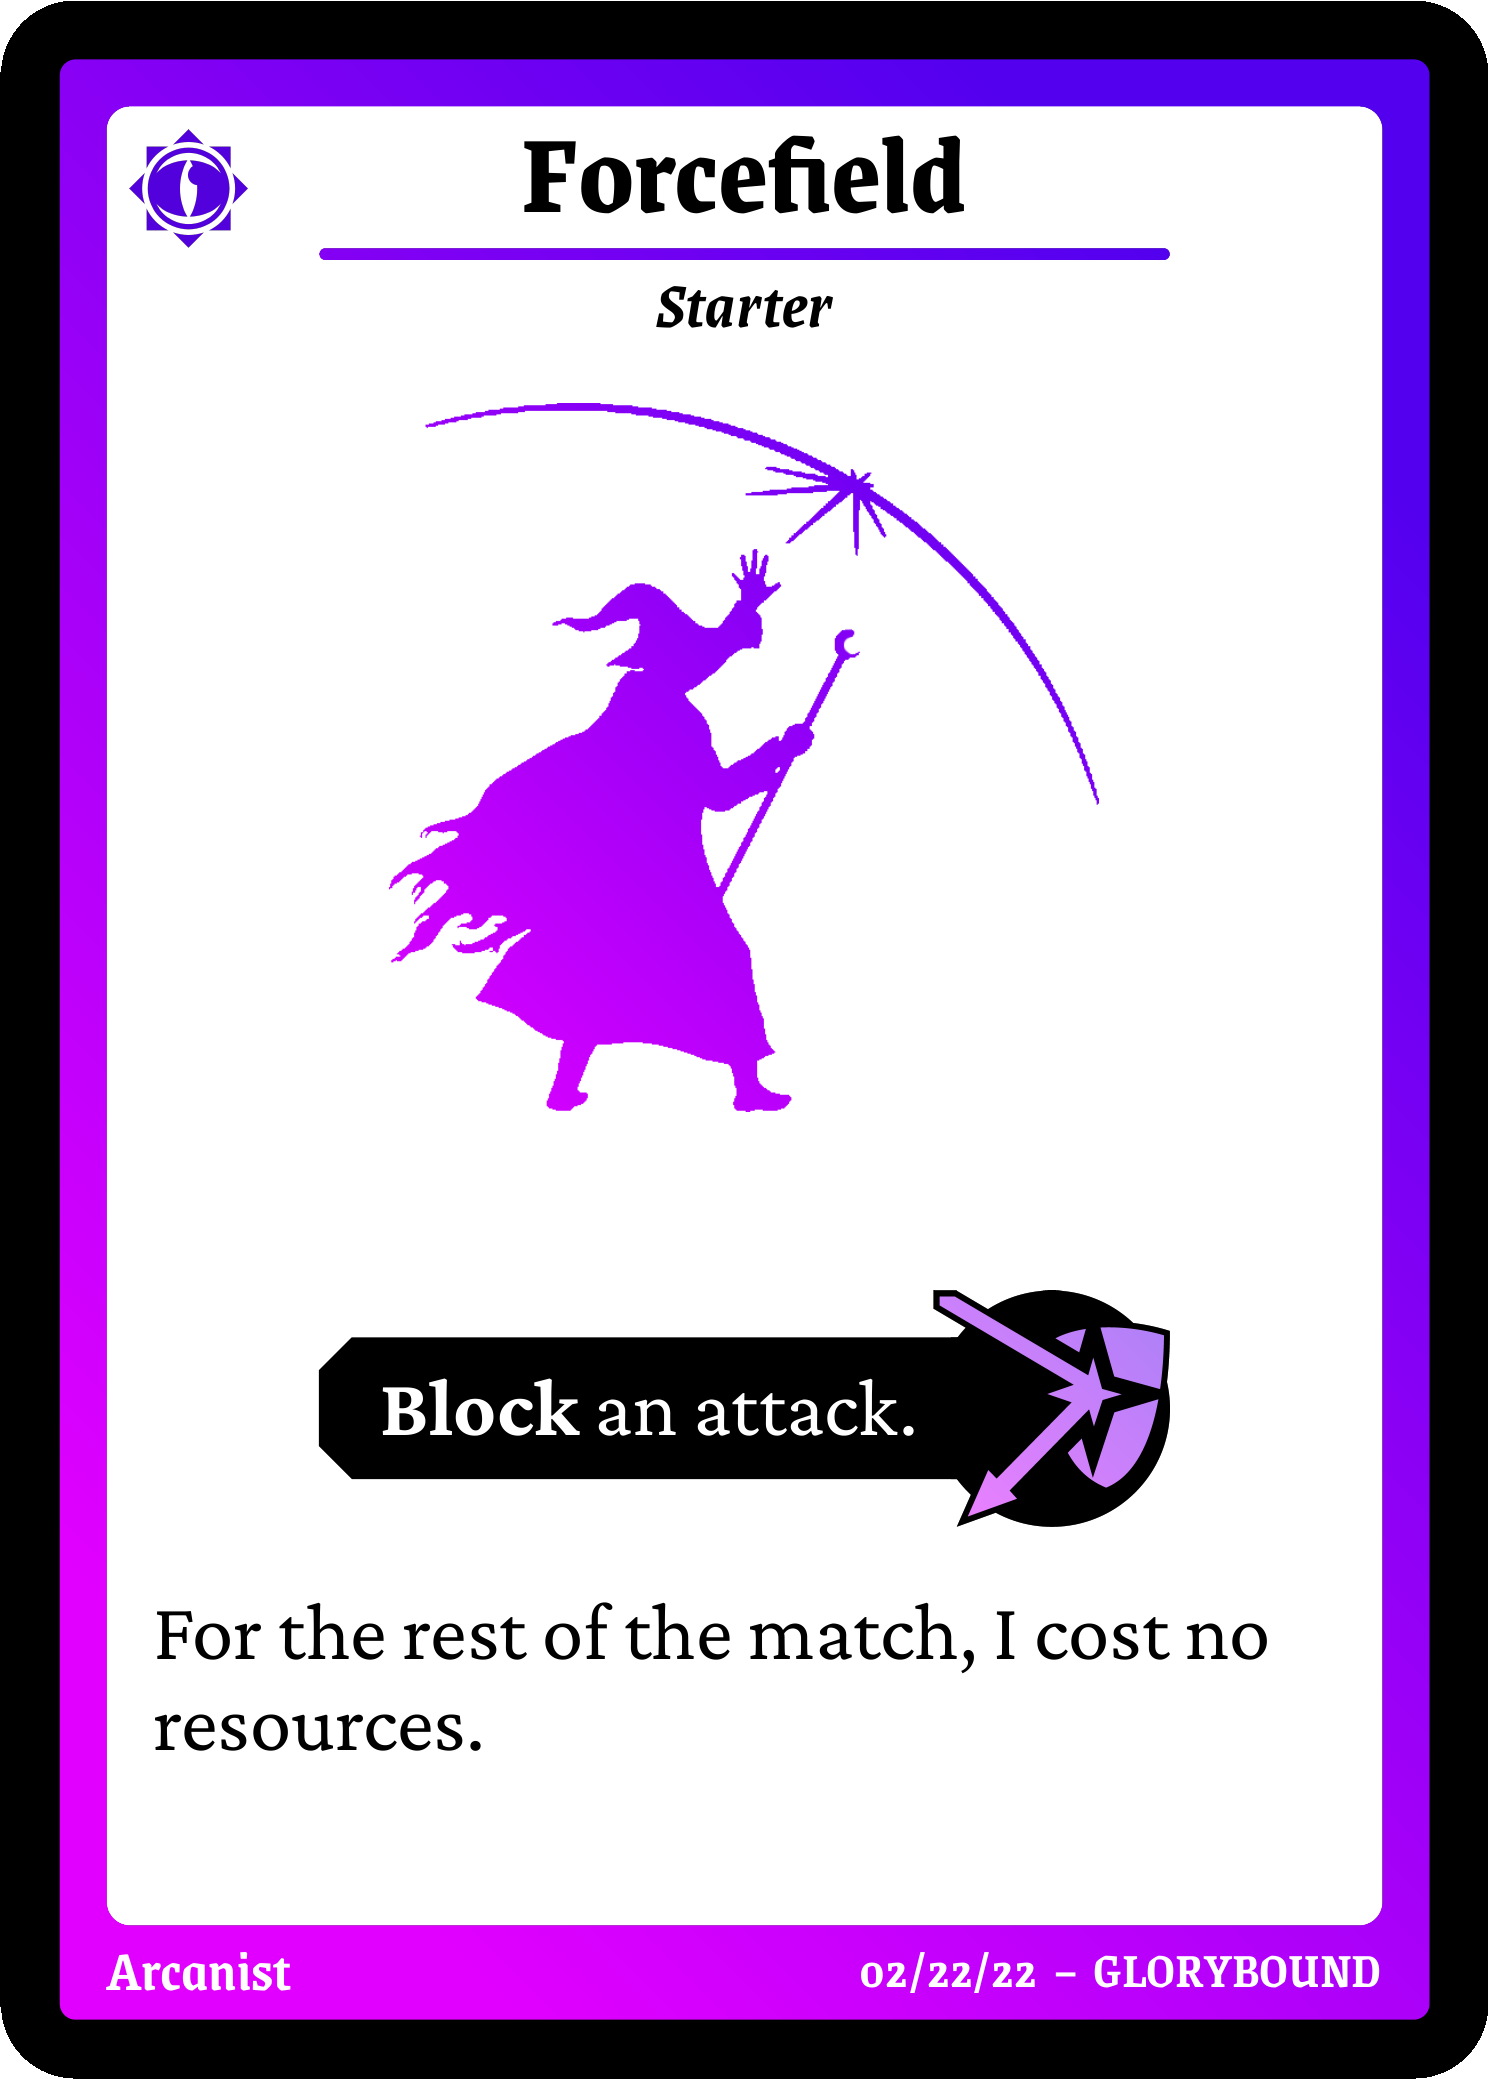 Forcefield
Starter
Block an attack.
For the rest of the match, I cost no
resources.
Arcanist
02/22/22 – GLORYBOUND